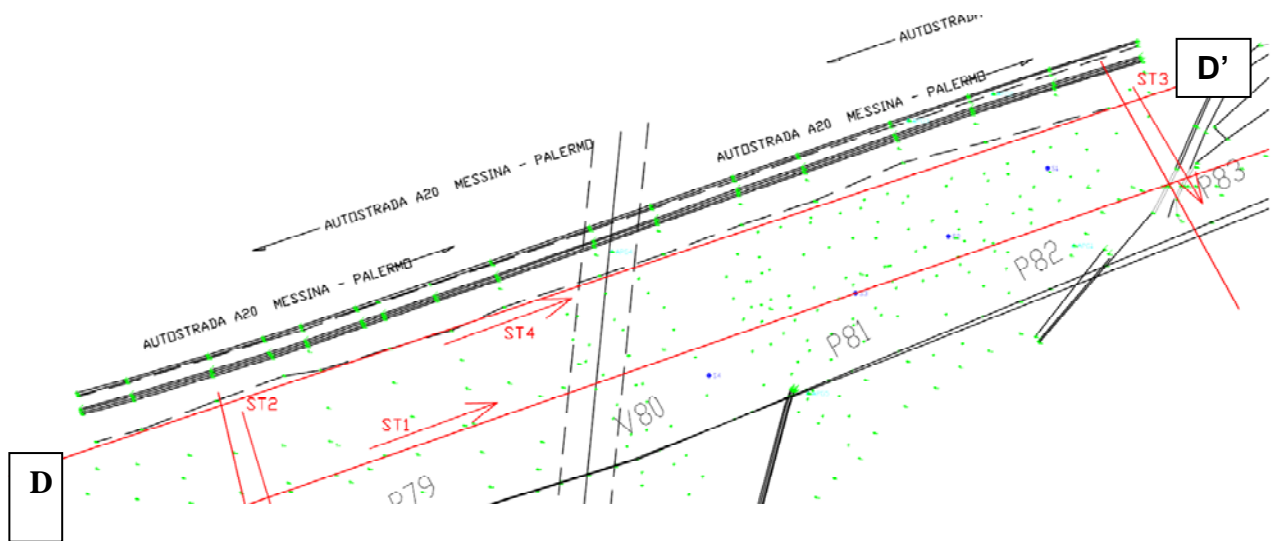 AUTOSTRADA
D'
ST3
AUTOSTRADA A20 MESSINA - PALERMO
AUTOSTRADA A20 MESSINA - PALERMO
AUTOSTRADA A20 MESSINA - PALERMO
P83
ST4
P82
P81
ST2
ST1
V80
D
P79